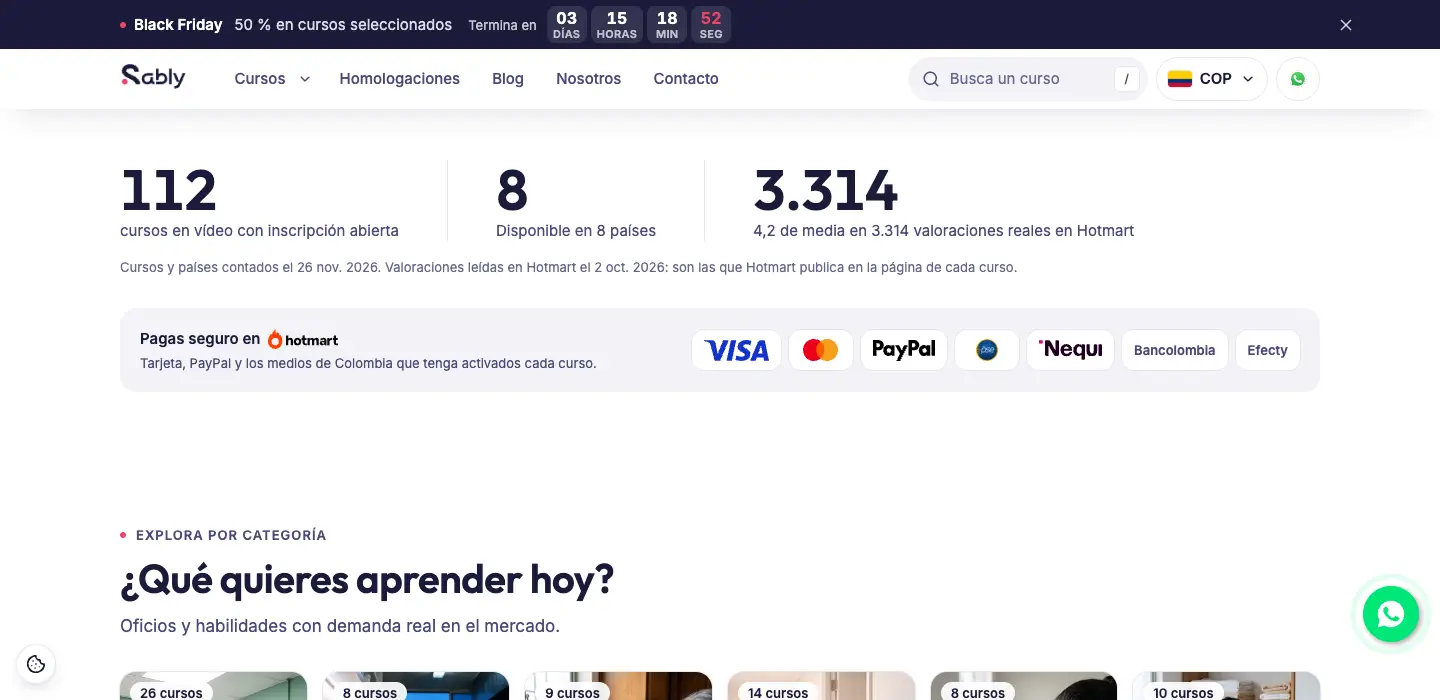 Black Friday 50 % en cursos seleccionados Termina en 03 DÍAS 15 HORAS 18 MIN 52 SEG
Sably Cursos Homologaciones Blog Nosotros Contacto Busca un curso / COP
112
cursos en vídeo con inscripción abierta
8
Disponible en 8 países
3.314
4,2 de media en 3.314 valoraciones reales en Hotmart
Cursos y países contados el 26 nov. 2026. Valoraciones leídas en Hotmart el 2 oct. 2026: son las que Hotmart publica en la página de cada curso.
Pagas seguro en hotmart
Tarjeta, PayPal y los medios de Colombia que tenga activados cada curso.
VISA PayPal pse Nequi Bancolombia Efecty
EXPLORA POR CATEGORÍA
¿Qué quieres aprender hoy?
Oficios y habilidades con demanda real en el mercado.
26 cursos 8 cursos 9 cursos 14 cursos 8 cursos 10 cursos